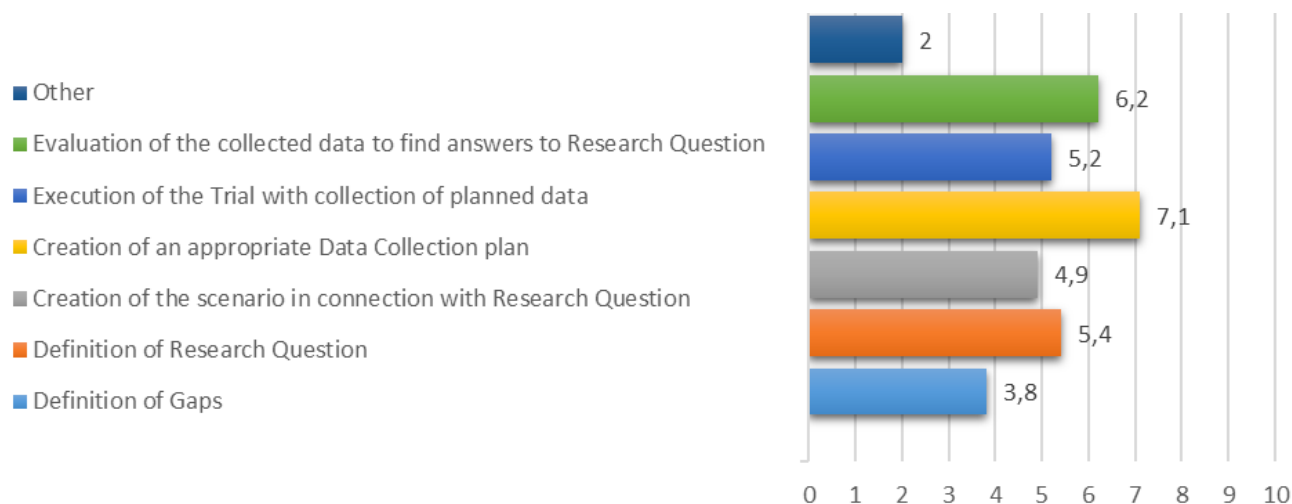 Other
Evaluation of the collected data to find answers to Research Question
Execution of the Trial with collection of planned data
Creation of an appropriate Data Collection plan
Creation of the scenario in connection with Research Question
Definition of Research Question
Definition of Gaps
2
6,2
5,2
7,1
4,9
5,4
3,8
0 1 2 3 4 5 6 7 8 9 10